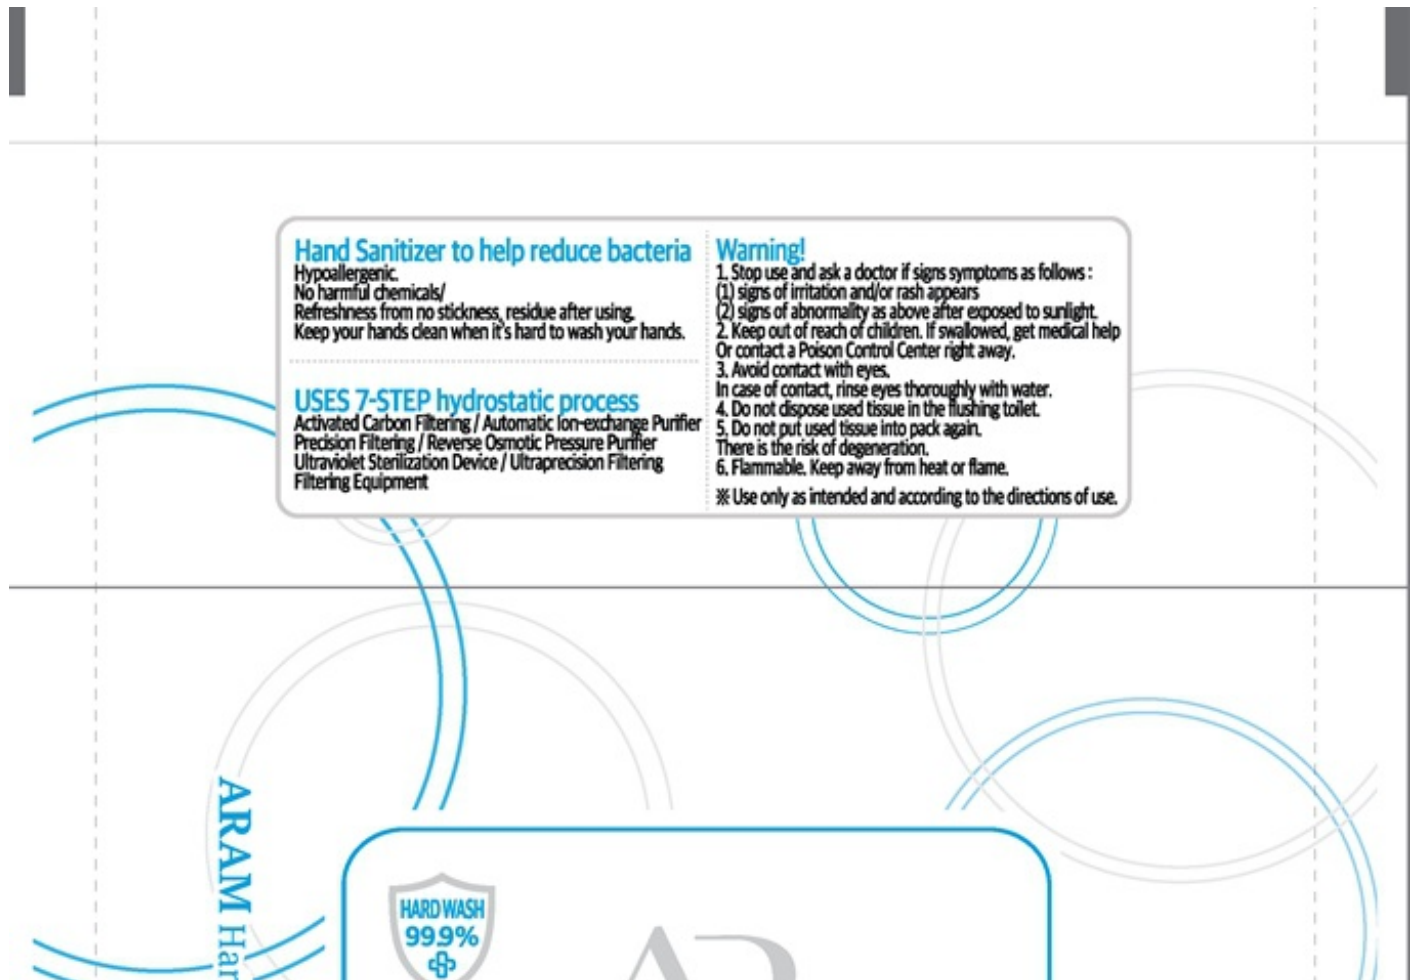 Hand Sanitizer to help reduce bacteria
Hypoallergenic.
No harmful chemicals/
Refreshness from no stickness, residue after using.
Keep your hands clean when it's hard to wash your hands.
USES 7-STEP hydrostatic process
Activated Carbon Filtering / Automatic Ion-exchange Purifier
Precision Filtering / Reverse Osmotic Pressure Purifier
Ultraviolet Sterilization Device / Ultraprecision Filtering
Filtering Equipment
Warning!
1. Stop use and ask a doctor if signs symptoms as follows :
(1) signs of irritation and/or rash appears
(2) signs of abnormality as above after exposed to sunlight.
2. Keep out of reach of children. If swallowed, get medical help
Or contact a Poison Control Center right away.
3. Avoid contact with eyes.
In case of contact, rinse eyes thoroughly with water.
4. Do not dispose used tissue in the flushing toilet.
5. Do not put used tissue into pack again.
There is the risk of degeneration.
6. Flammable. Keep away from heat or flame.
※ Use only as intended and according to the directions of use.
ARAM Har
HARD WASH
99.9%